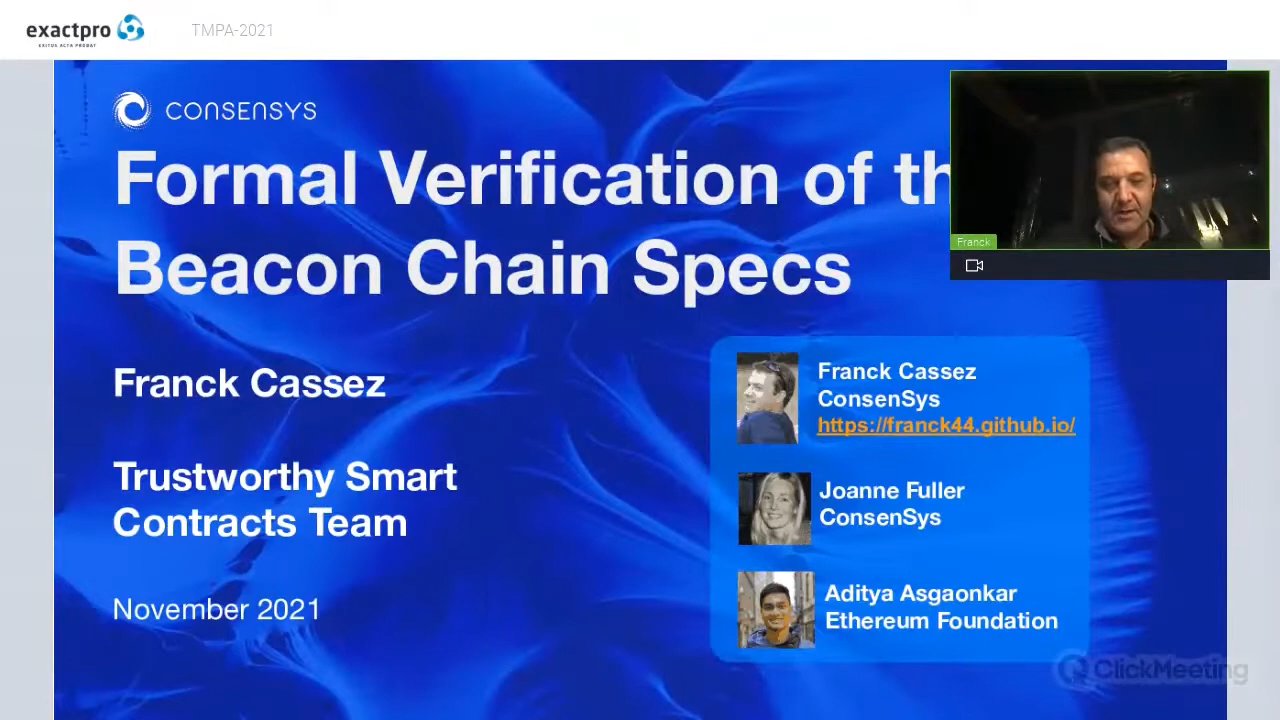 exactpro
EXITUS ACTA PROBAT
TMPA-2021
CONSENSYS
Formal Verification of th
Beacon Chain Specs
Franck
Franck Cassez
Trustworthy Smart
Contracts Team
November 2021
Franck Cassez
ConsenSys
https://franck44.github.io/
Joanne Fuller
ConsenSys
Aditya Asgaonkar
Ethereum Foundation
ClickMeeting